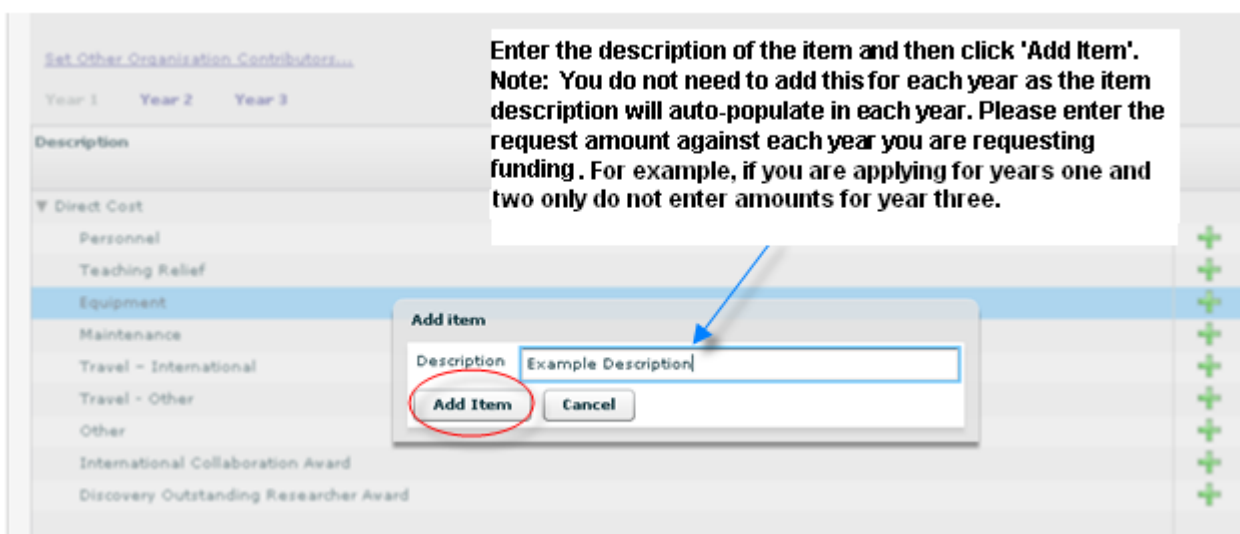 Set Other Organisation Contributors...
Enter the description of the item and then click 'Add Item'.
Note: You do not need to add this for each year as the item
description will auto-populate in each year. Please enter the
request amount against each year you are requesting
funding. For example, if you are applying for years one and
two only do not enter amounts for year three.
Year 1 Year 2 Year 3
Description
Direct Cost
Personnel
Teaching Relief
Equipment
Maintenance
Travel - International
Travel - Other
Other
International Collaboration Award
Discovery Outstanding Researcher Award
Add item
Description Example Description
Add Item Cancel